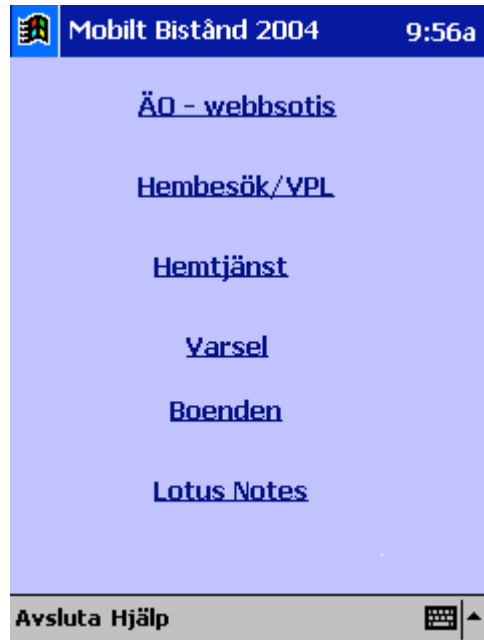 Mobilt Bistånd 2004 9:56a
ÄO - webbsotis
Hembesök/VPL
Hemtjänst
Varsel
Boenden
Lotus Notes
Avsluta Hjälp